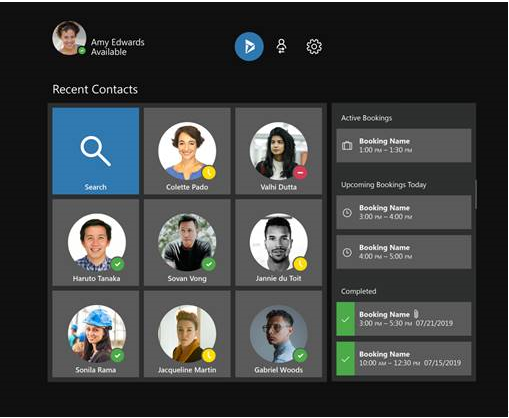 Amy Edwards
Available
Recent Contacts
Search
Colette Pado
Valhi Dutta
Haruto Tanaka
Sovan Vong
Jannie du Toit
Sonila Rama
Jacqueline Martin
Gabriel Woods
Active Bookings
Booking Name
1:00 PM – 1:30 PM
Upcoming Bookings Today
Booking Name
3:00 PM – 4:00 PM
Booking Name
4:00 PM – 5:00 PM
Completed
Booking Name
3:00 PM – 5:30 PM 07/21/2019
Booking Name
10:00 AM – 12:30 PM 07/15/2019